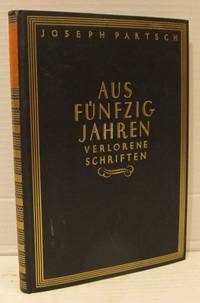 JOSEPH PARTSCH
AUS
FÜNFZIG
JAHREN
VERLORENE
SCHRIFTEN